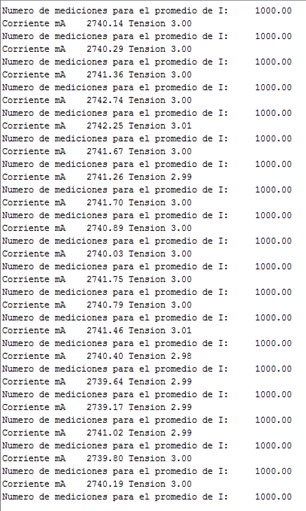 Numero de mediciones para el promedio de I: 1000.00
Corriente mA 2740.14 Tension 3.00
Numero de mediciones para el promedio de I: 1000.00
Corriente mA 2740.29 Tension 3.00
Numero de mediciones para el promedio de I: 1000.00
Corriente mA 2741.36 Tension 3.00
Numero de mediciones para el promedio de I: 1000.00
Corriente mA 2742.74 Tension 3.00
Numero de mediciones para el promedio de I: 1000.00
Corriente mA 2742.25 Tension 3.01
Numero de mediciones para el promedio de I: 1000.00
Corriente mA 2741.67 Tension 3.00
Numero de mediciones para el promedio de I: 1000.00
Corriente mA 2741.26 Tension 2.99
Numero de mediciones para el promedio de I: 1000.00
Corriente mA 2741.70 Tension 3.00
Numero de mediciones para el promedio de I: 1000.00
Corriente mA 2740.89 Tension 3.00
Numero de mediciones para el promedio de I: 1000.00
Corriente mA 2740.03 Tension 3.00
Numero de mediciones para el promedio de I: 1000.00
Corriente mA 2741.75 Tension 3.00
Numero de mediciones para el promedio de I: 1000.00
Corriente mA 2740.79 Tension 3.00
Numero de mediciones para el promedio de I: 1000.00
Corriente mA 2741.46 Tension 3.01
Numero de mediciones para el promedio de I: 1000.00
Corriente mA 2740.40 Tension 2.98
Numero de mediciones para el promedio de I: 1000.00
Corriente mA 2739.64 Tension 2.99
Numero de mediciones para el promedio de I: 1000.00
Corriente mA 2739.17 Tension 2.99
Numero de mediciones para el promedio de I: 1000.00
Corriente mA 2741.02 Tension 2.99
Numero de mediciones para el promedio de I: 1000.00
Corriente mA 2739.80 Tension 3.00
Numero de mediciones para el promedio de I: 1000.00
Corriente mA 2740.19 Tension 3.00
Numero de mediciones para el promedio de I: 1000.00